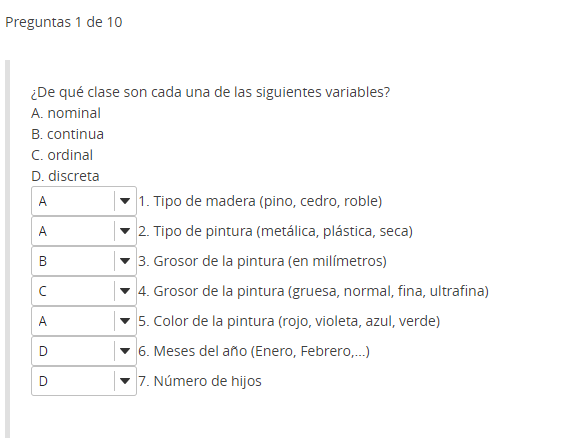 Preguntas 1 de 10
¿De qué clase son cada una de las siguientes variables?
A. nominal
B. continua
C. ordinal
D. discreta
A 1. Tipo de madera (pino, cedro, roble)
A 2. Tipo de pintura (metálica, plástica, seca)
B 3. Grosor de la pintura (en milímetros)
C 4. Grosor de la pintura (gruesa, normal, fina, ultrafina)
A 5. Color de la pintura (rojo, violeta, azul, verde)
D 6. Meses del año (Enero, Febrero,...)
D 7. Número de hijos